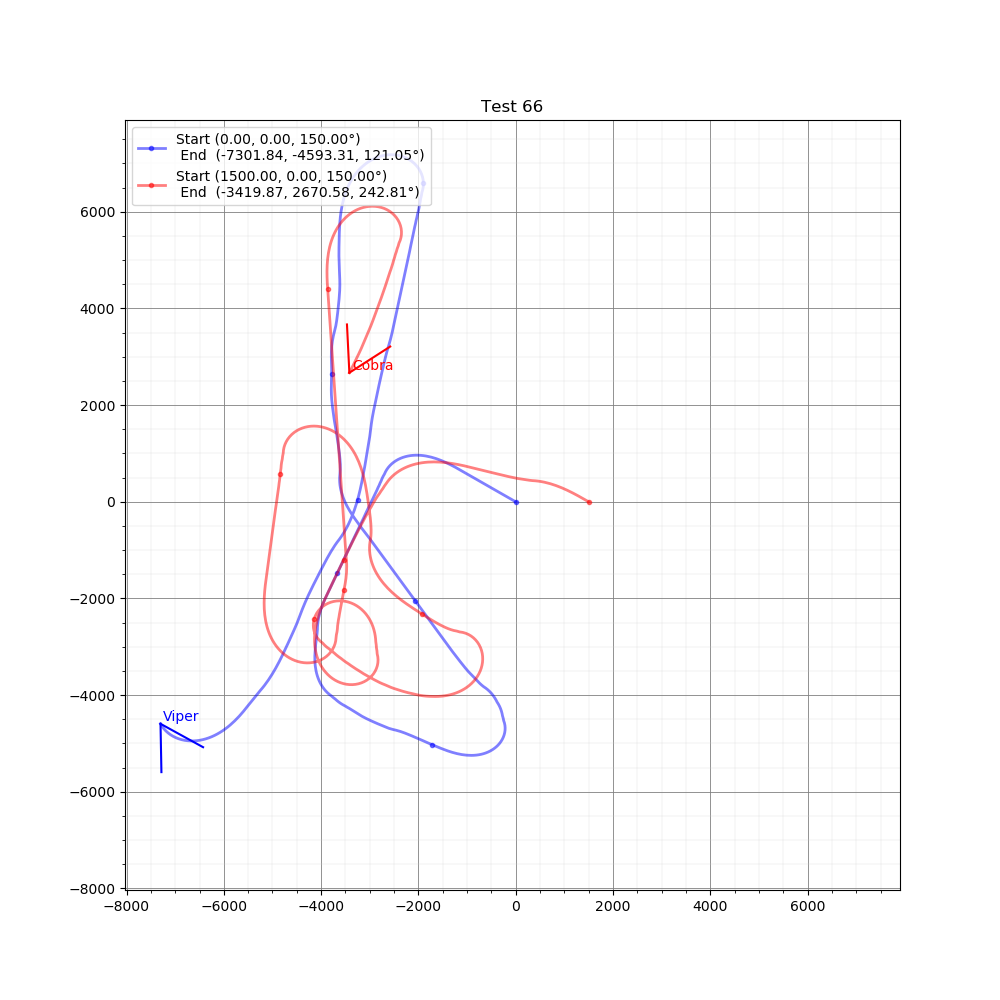 Test 66
Start (0.00, 0.00, 150.00°)
End (-7301.84, -4593.31, 121.05°)
Start (1500.00, 0.00, 150.00°)
End (-3419.87, 2670.58, 242.81°)
6000
4000
Cobra
2000
0
−2000
−4000
Viper
−6000
−8000
−8000 −6000 −4000 −2000 0 2000 4000 6000